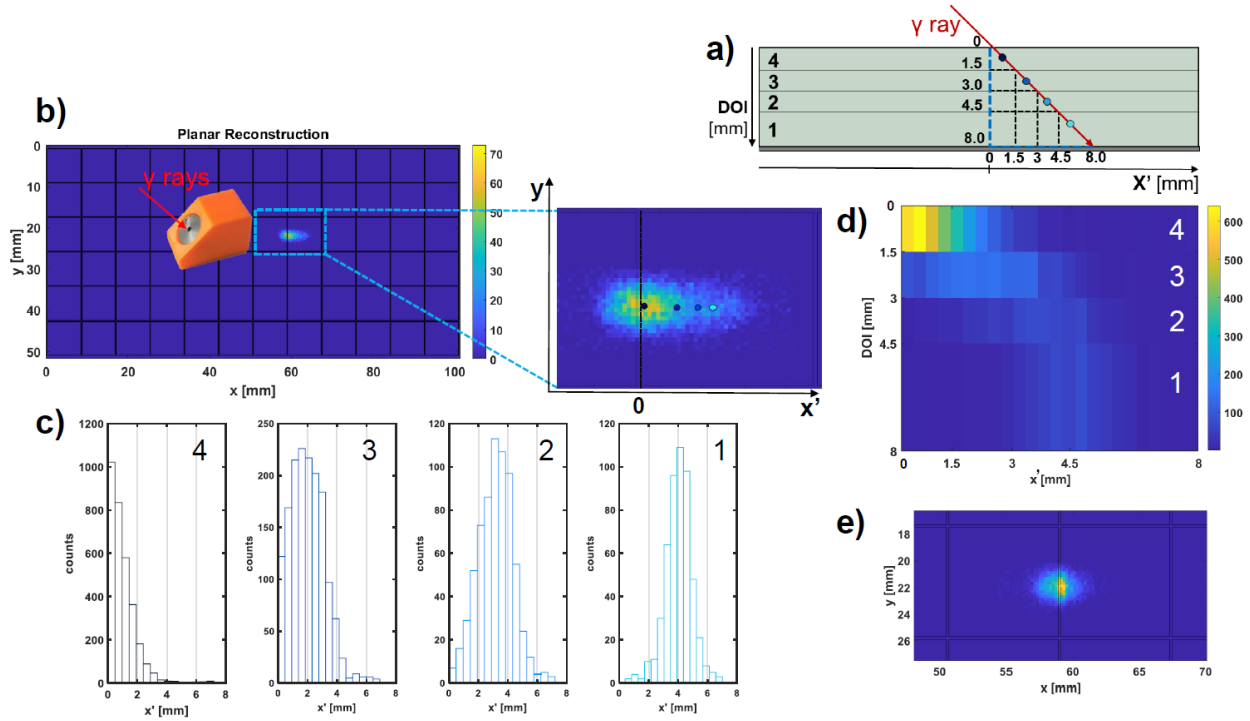 a)
γ ray
0
1.5
3.0
4.5
8.0
4
3
2
1
DOI
[mm]
0 1.5 3 4.5 8.0
X' [mm]
b)
Planar Reconstruction
γ rays
0
10
20
30
40
50
y [mm]
0 20 40 60 80 100
x [mm]
70
60
50
40
30
20
10
0
y
0
x'
c)
4
1200
1000
800
600
400
200
0
counts
0 2 4 6 8
x' [mm]
3
250
200
150
100
50
0
counts
0 2 4 6 8
x' [mm]
2
120
100
80
60
40
20
0
counts
0 2 4 6 8
x' [mm]
1
120
100
80
60
40
20
0
counts
0 2 4 6 8
x' [mm]
d)
0
1.5
3
4.5
8
DOI [mm]
4
3
2
1
0 1.5 3 4.5 8
x' [mm]
600
500
400
300
200
100
e)
18
20
22
24
26
y [mm]
50 55 60 65 70
x [mm]